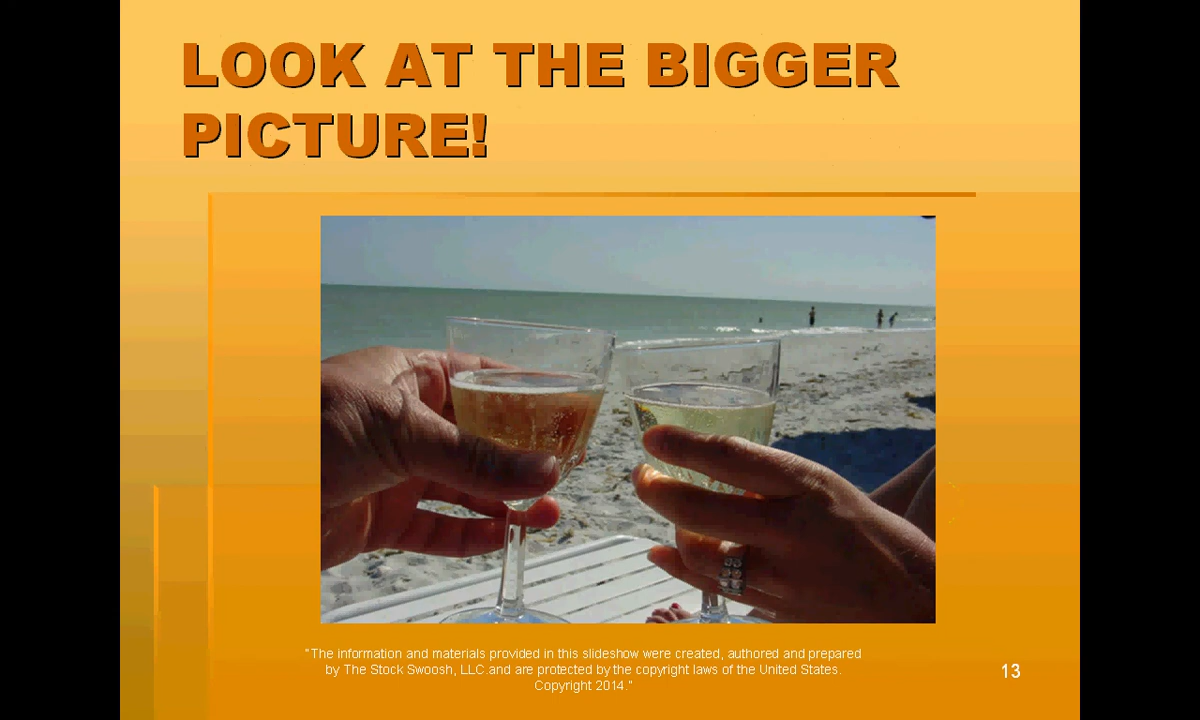 LOOK AT THE BIGGER
PICTURE!
"The information and materials provided in this slideshow were created, authored and prepared
by The Stock Swoosh, LLC.and are protected by the copyright laws of the United States.
Copyright 2014."
13